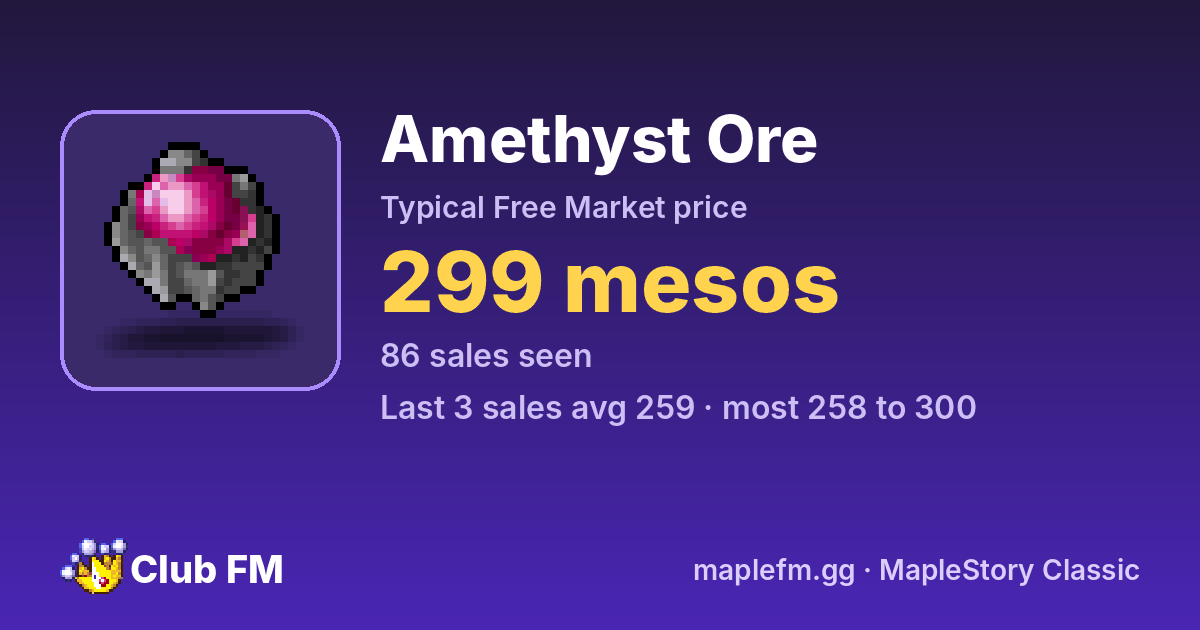 Amethyst Ore
Typical Free Market price
299 mesos
86 sales seen
Last 3 sales avg 259 · most 258 to 300
Club FM
maplefm.gg · MapleStory Classic